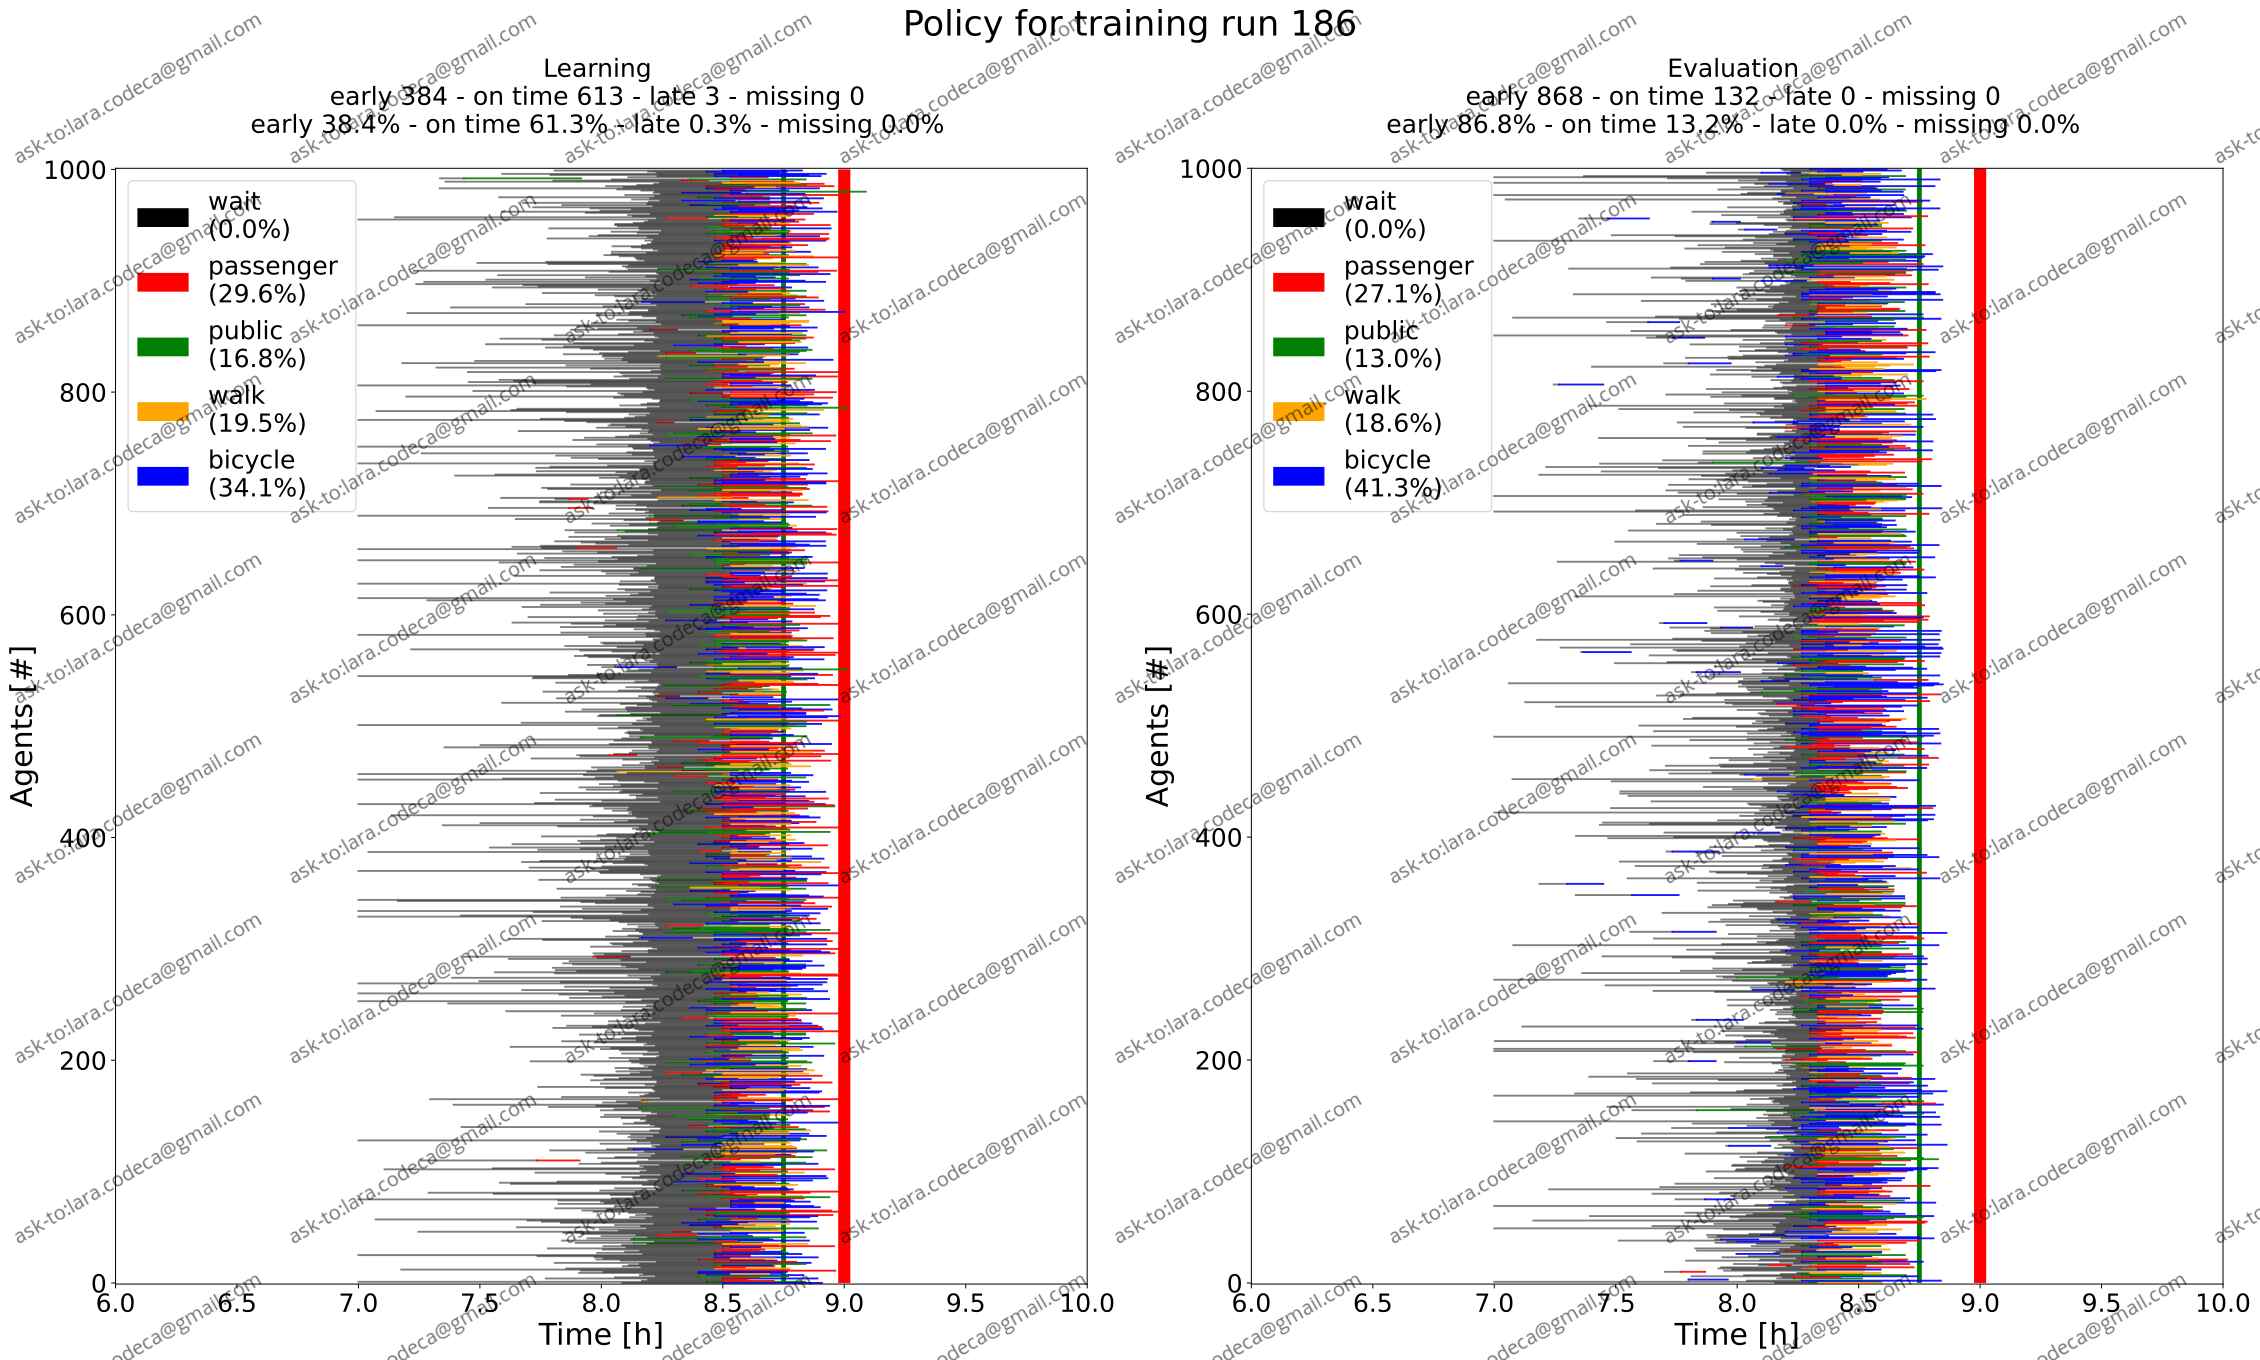 Policy for training run 186
Learning
early 384 - on time 613 - late 3 - missing 0
early 38.4% - on time 61.3% - late 0.3% - missing 0.0%
1000
800
600
400
200
0
Agents [#]
wait
(0.0%)
passenger
(29.6%)
public
(16.8%)
walk
(19.5%)
bicycle
(34.1%)
6.0 6.5 7.0 7.5 8.0 8.5 9.0 9.5 10.0
Time [h]
Evaluation
early 868 - on time 132 - late 0 - missing 0
early 86.8% - on time 13.2% - late 0.0% - missing 0.0%
1000
800
600
400
200
0
Agents [#]
wait
(0.0%)
passenger
(27.1%)
public
(13.0%)
walk
(18.6%)
bicycle
(41.3%)
6.0 6.5 7.0 7.5 8.0 8.5 9.0 9.5 10.0
Time [h]
ask-to:lara.codeca@gmail.com